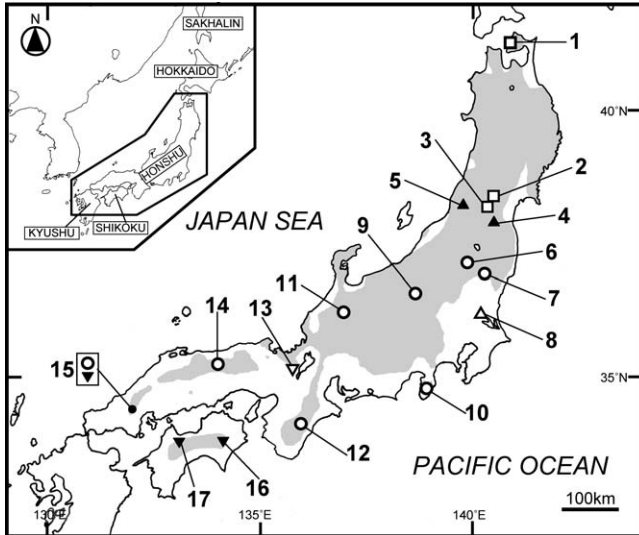 N
SAKHALIN
HOKKAIDO
HONSHU
KYUSHU
SHIKOKU
JAPAN SEA
PACIFIC OCEAN
1
2
3
4
5
6
7
8
9
10
11
12
13
14
15
16
17
40°
35°
130°
135°
140°
100km